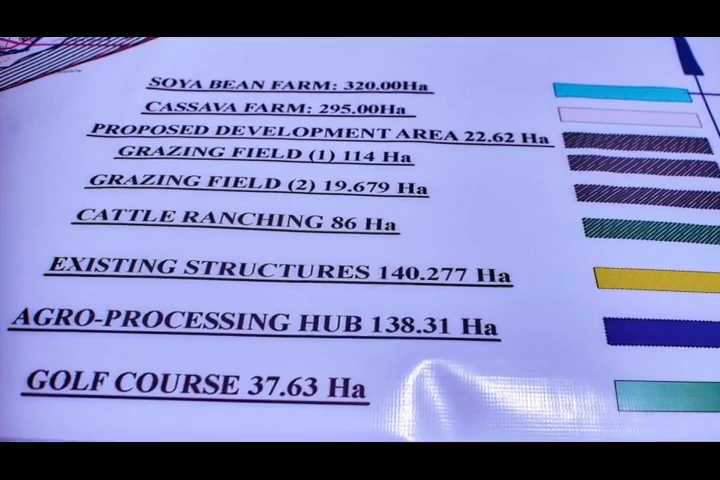 SOYA BEAN FARM: 320.00Ha
CASSAVA FARM: 295.00Ha
PROPOSED DEVELOPMENT AREA 22.62 Ha
GRAZING FIELD (1) 114 Ha
GRAZING FIELD (2) 19.679 Ha
CATTLE RANCHING 86 Ha
EXISTING STRUCTURES 140.277 Ha
AGRO-PROCESSING HUB 138.31 Ha
GOLF COURSE 37.63 Ha